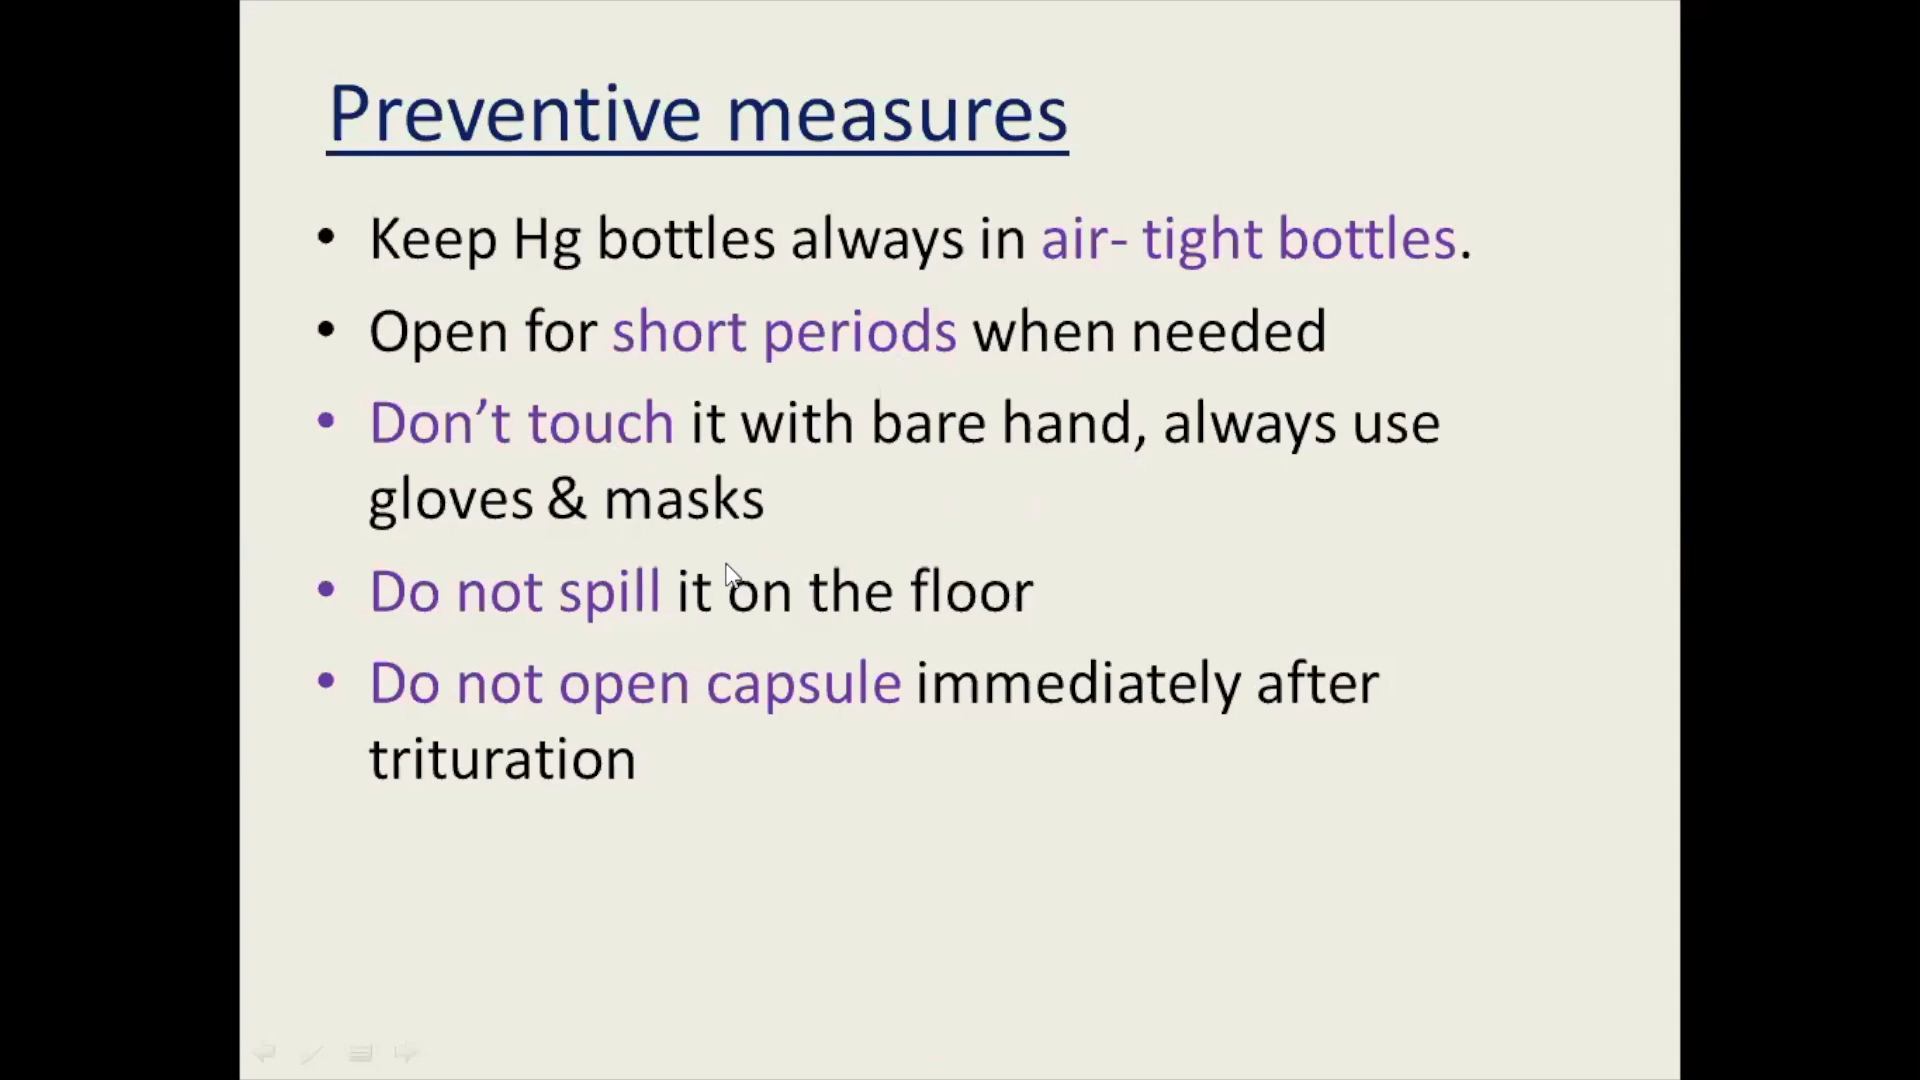 Preventive measures
• Keep Hg bottles always in air- tight bottles.
• Open for short periods when needed
• Don’t touch it with bare hand, always use
gloves & masks
• Do not spill it on the floor
• Do not open capsule immediately after
trituration